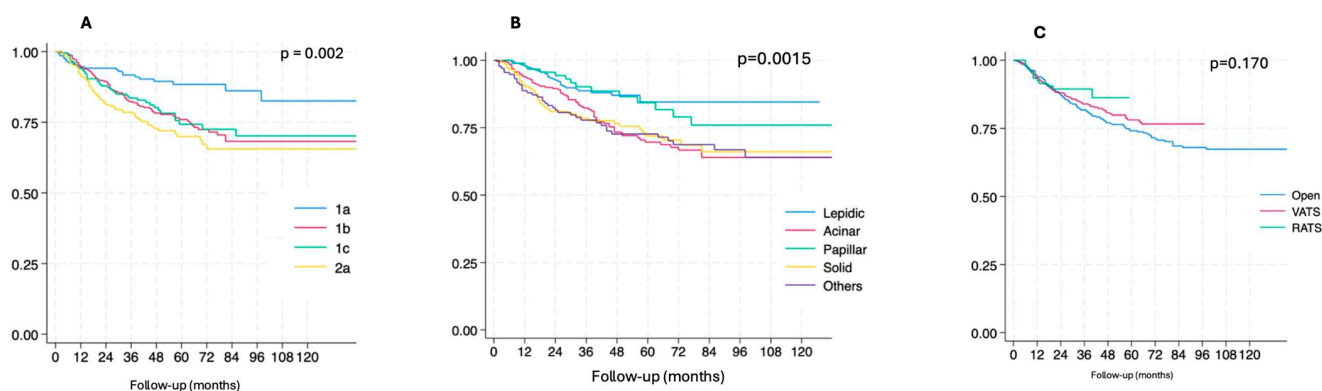 A
p = 0.002
1.00
0.75
0.50
0.25
0.00
1a
1b
1c
2a
0 12 24 36 48 60 72 84 96 108 120
Follow-up (months)
B
p=0.0015
1.00
0.75
0.50
0.25
0.00
Lepidic
Acinar
Papillar
Solid
Others
0 12 24 36 48 60 72 84 96 108 120
Follow-up (months)
C
p=0.170
1.00
0.75
0.50
0.25
0.00
Open
VATS
RATS
0 12 24 36 48 60 72 84 96 108 120
Follow-up (months)